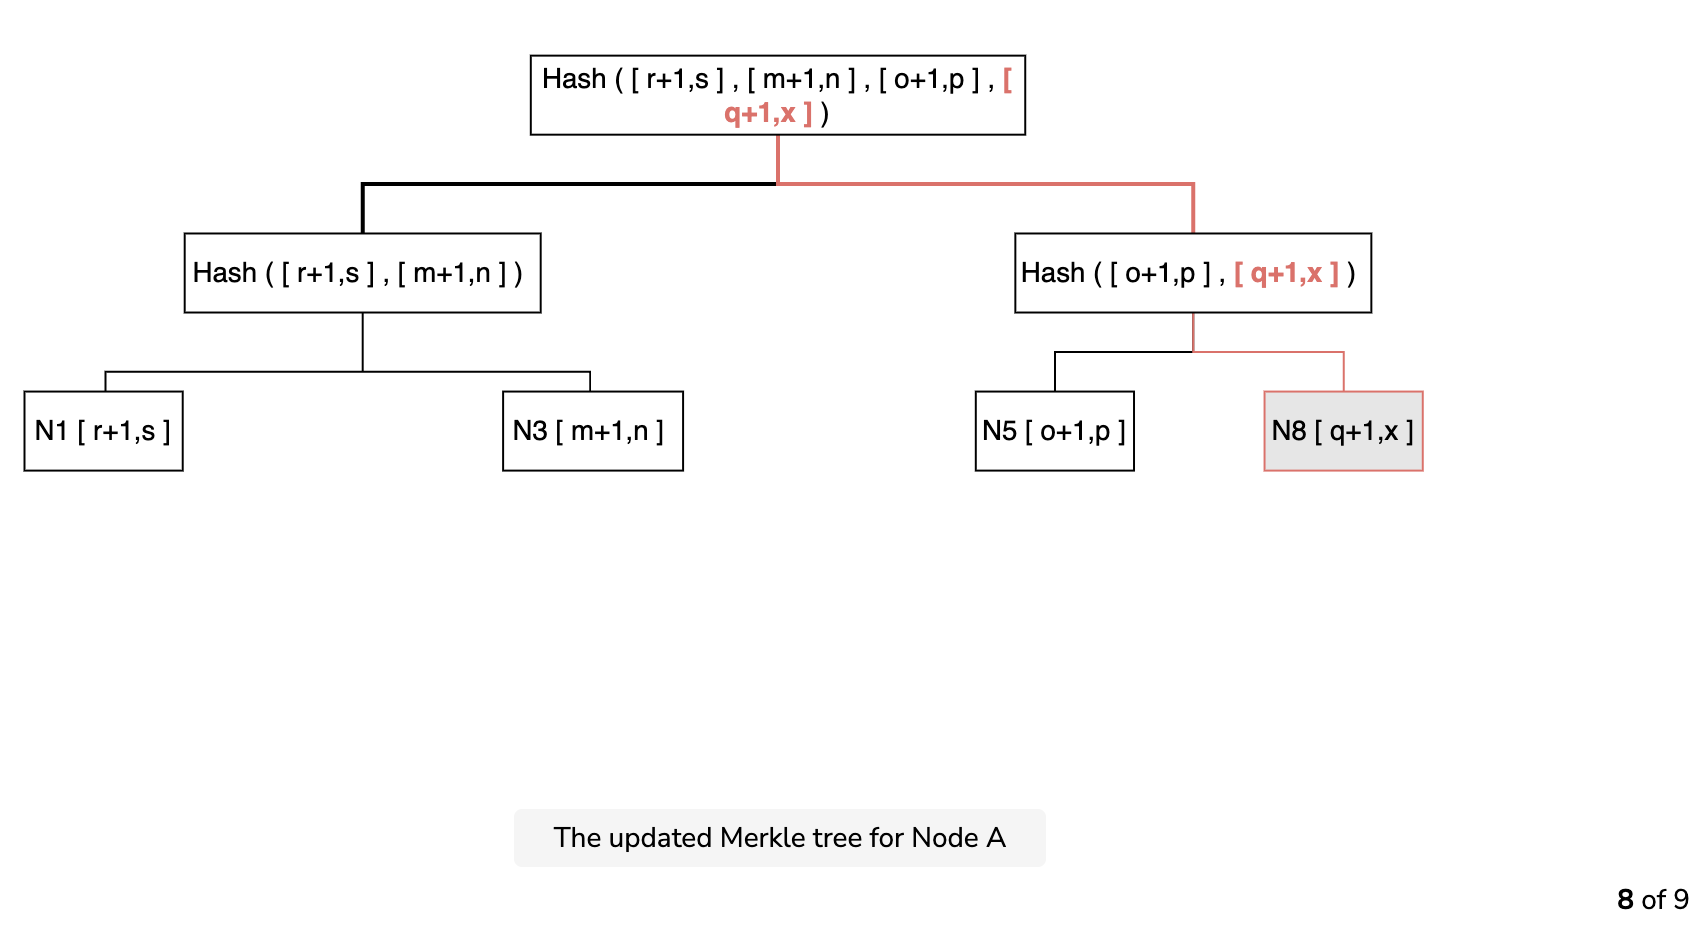 Hash ( [ r+1,s ] , [ m+1,n ] , [ o+1,p ] , [
q+1,x ] )
Hash ( [ r+1,s ] , [ m+1,n ] )
Hash ( [ o+1,p ] , [ q+1,x ] )
N1 [ r+1,s ]
N3 [ m+1,n ]
N5 [ o+1,p ]
N8 [ q+1,x ]
The updated Merkle tree for Node A
8 of 9